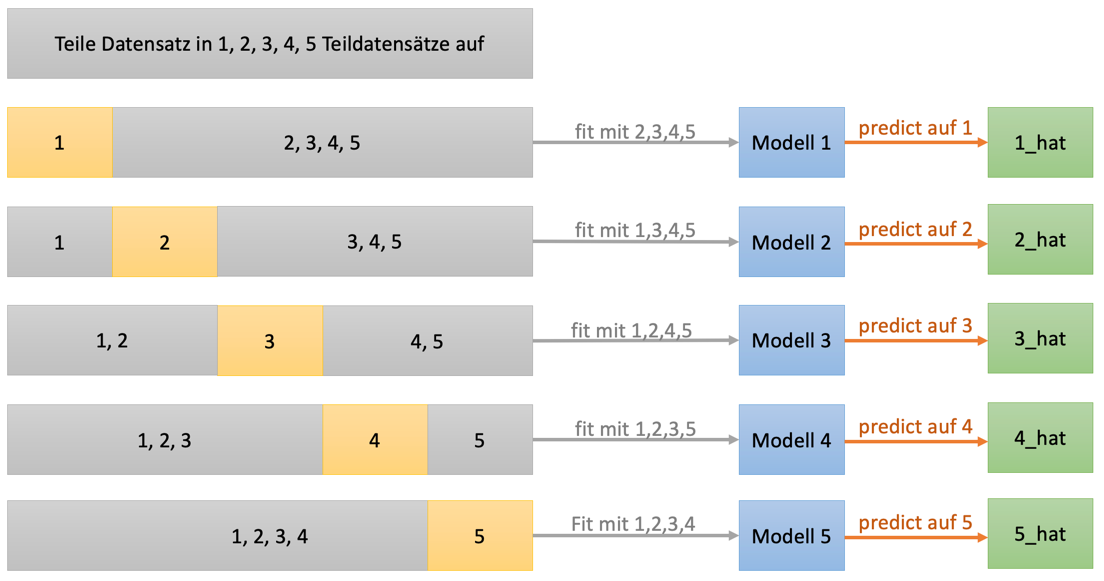 Teile Datensatz in 1, 2, 3, 4, 5 Teildatensätze auf
1 2, 3, 4, 5 fit mit 2,3,4,5 Modell 1 predict auf 1 1_hat
1 2 3, 4, 5 fit mit 1,3,4,5 Modell 2 predict auf 2 2_hat
1, 2 3 4, 5 fit mit 1,2,4,5 Modell 3 predict auf 3 3_hat
1, 2, 3 4 5 fit mit 1,2,3,5 Modell 4 predict auf 4 4_hat
1, 2, 3, 4 5 Fit mit 1,2,3,4 Modell 5 predict auf 5 5_hat